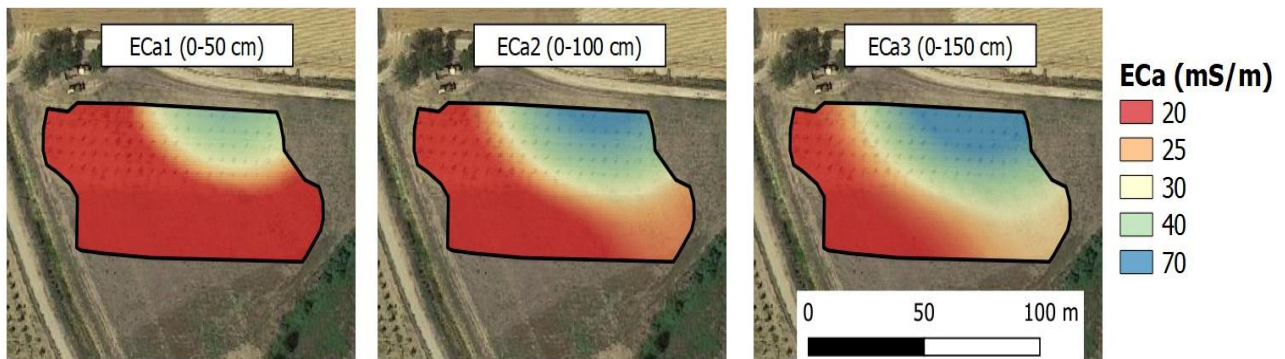 ECa1 (0-50 cm)
ECa2 (0-100 cm)
ECa3 (0-150 cm)
ECa (mS/m)
20
25
30
40
70
0 50 100 m